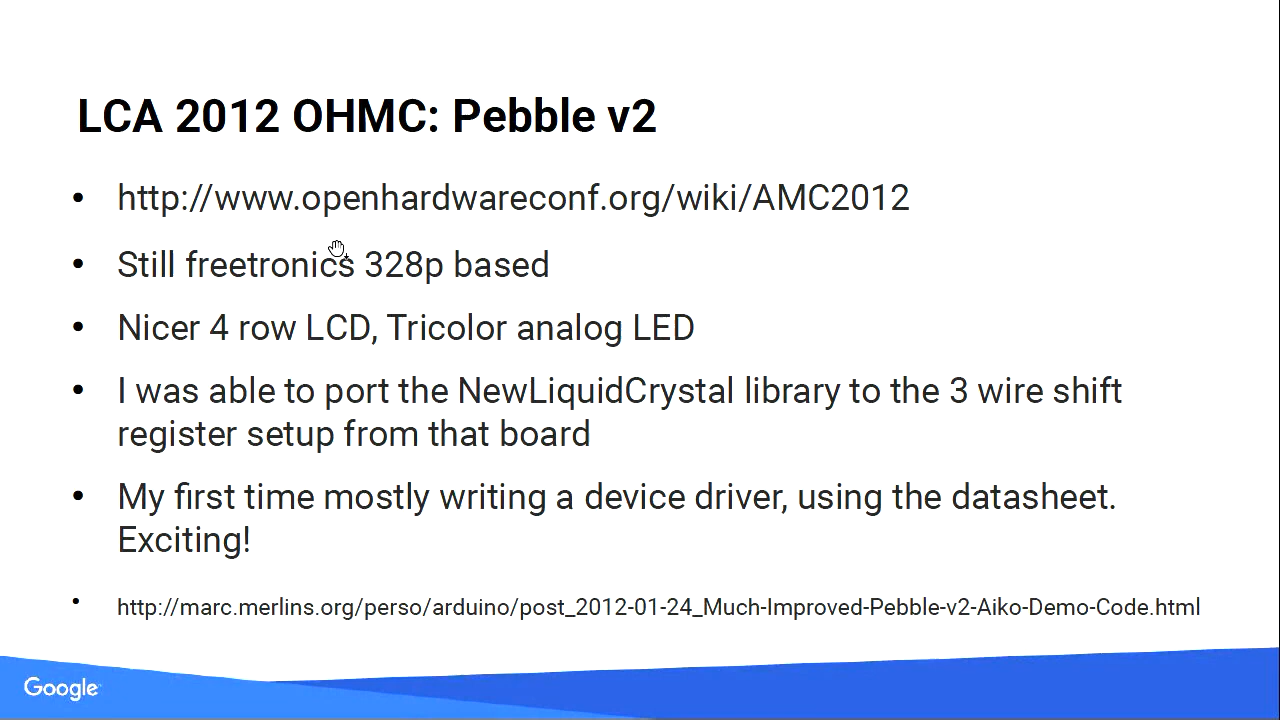 LCA 2012 OHMC: Pebble v2
• http://www.openhardwareconf.org/wiki/AMC2012
• Still freetronics 328p based
• Nicer 4 row LCD, Tricolor analog LED
• I was able to port the NewLiquidCrystal library to the 3 wire shift
register setup from that board
• My first time mostly writing a device driver, using the datasheet.
Exciting!
• http://marc.merlins.org/perso/arduino/post_2012-01-24_Much-Improved-Pebble-v2-Aiko-Demo-Code.html
Google